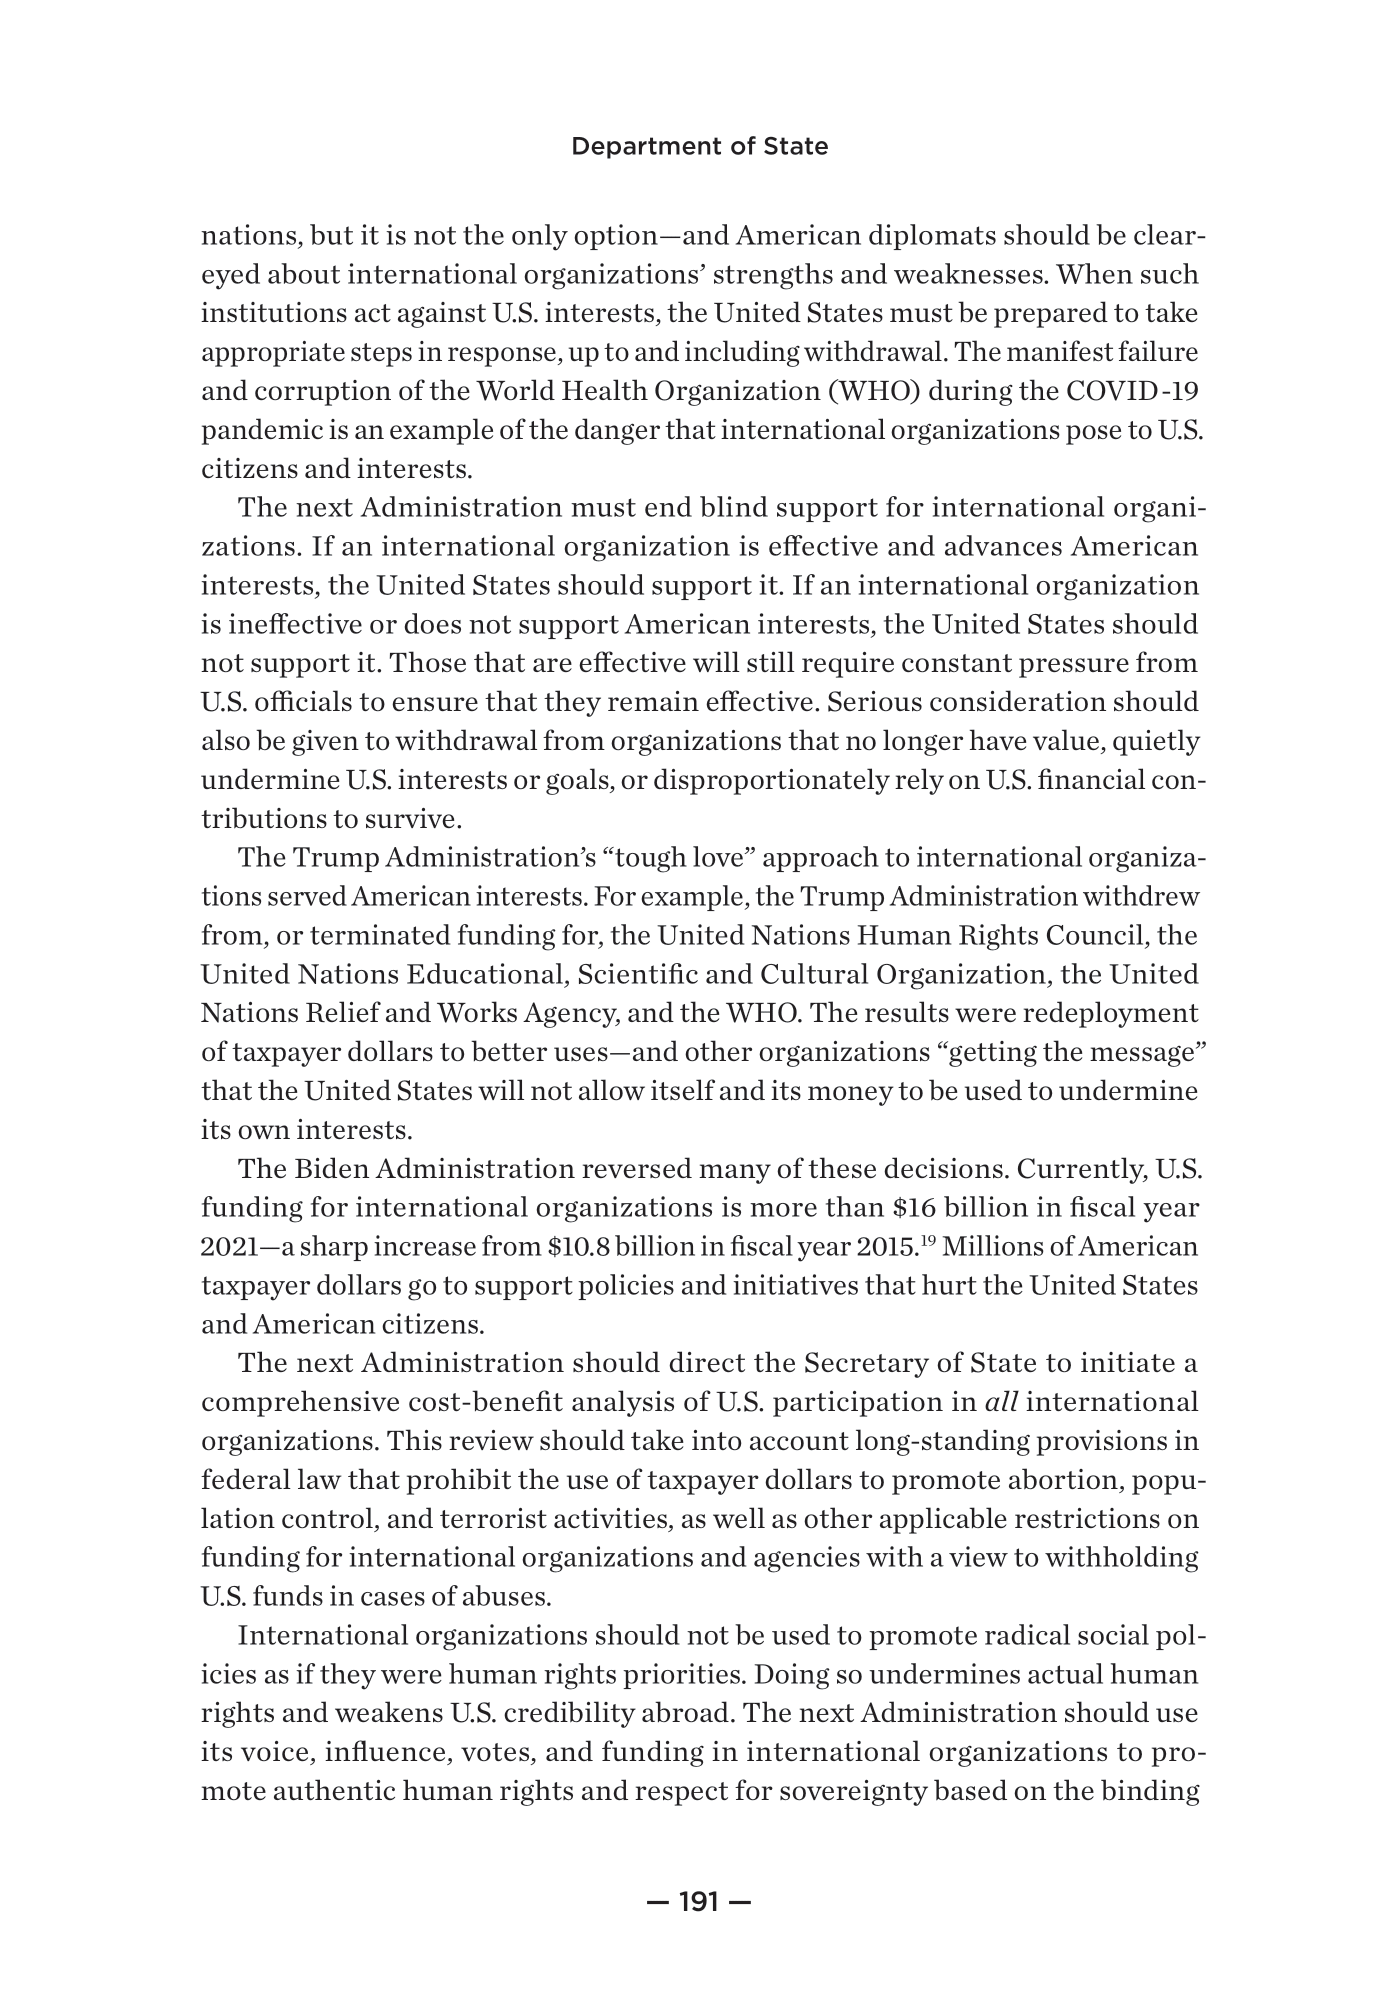 Department of State
nations, but it is not the only option—and American diplomats should be clear-
eyed about international organizations’ strengths and weaknesses. When such
institutions act against U.S. interests, the United States must be prepared to take
appropriate steps in response, up to and including withdrawal. The manifest failure
and corruption of the World Health Organization (WHO) during the COVID-19
pandemic is an example of the danger that international organizations pose to U.S.
citizens and interests.
The next Administration must end blind support for international organi-
zations. If an international organization is effective and advances American
interests, the United States should support it. If an international organization
is ineffective or does not support American interests, the United States should
not support it. Those that are effective will still require constant pressure from
U.S. officials to ensure that they remain effective. Serious consideration should
also be given to withdrawal from organizations that no longer have value, quietly
undermine U.S. interests or goals, or disproportionately rely on U.S. financial con-
tributions to survive.
The Trump Administration’s “tough love” approach to international organiza-
tions served American interests. For example, the Trump Administration withdrew
from, or terminated funding for, the United Nations Human Rights Council, the
United Nations Educational, Scientific and Cultural Organization, the United
Nations Relief and Works Agency, and the WHO. The results were redeployment
of taxpayer dollars to better uses—and other organizations “getting the message”
that the United States will not allow itself and its money to be used to undermine
its own interests.
The Biden Administration reversed many of these decisions. Currently, U.S.
funding for international organizations is more than $16 billion in fiscal year
2021—a sharp increase from $10.8 billion in fiscal year 2015.19 Millions of American
taxpayer dollars go to support policies and initiatives that hurt the United States
and American citizens.
The next Administration should direct the Secretary of State to initiate a
comprehensive cost-benefit analysis of U.S. participation in all international
organizations. This review should take into account long-standing provisions in
federal law that prohibit the use of taxpayer dollars to promote abortion, popu-
lation control, and terrorist activities, as well as other applicable restrictions on
funding for international organizations and agencies with a view to withholding
U.S. funds in cases of abuses.
International organizations should not be used to promote radical social pol-
icies as if they were human rights priorities. Doing so undermines actual human
rights and weakens U.S. credibility abroad. The next Administration should use
its voice, influence, votes, and funding in international organizations to pro-
mote authentic human rights and respect for sovereignty based on the binding
— 191 —